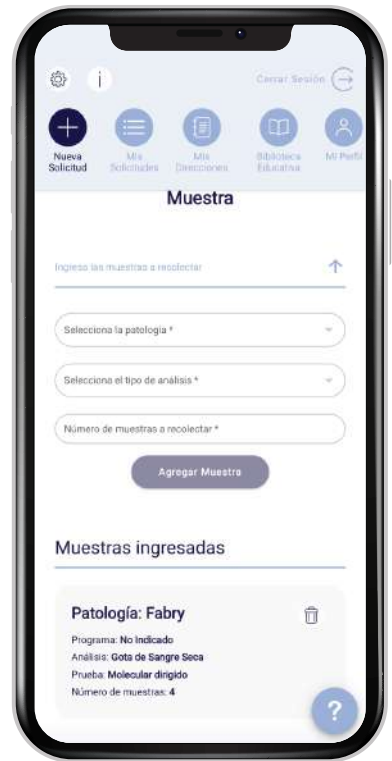 Cerrar Sesión
Nueva Solicitud
Mis Solicitudes
Mis Direcciones
Biblioteca Educativa
Mi Perfil
Muestra
Ingresa las muestras a recolectar
Selecciona la patología *
Selecciona el tipo de análisis *
Número de muestras a recolectar *
Agregar Muestra
Muestras ingresadas
Patología: Fabry
Programa: No Indicado
Análisis: Gota de Sangre Seca
Prueba: Molecular dirigido
Número de muestras: 4
?